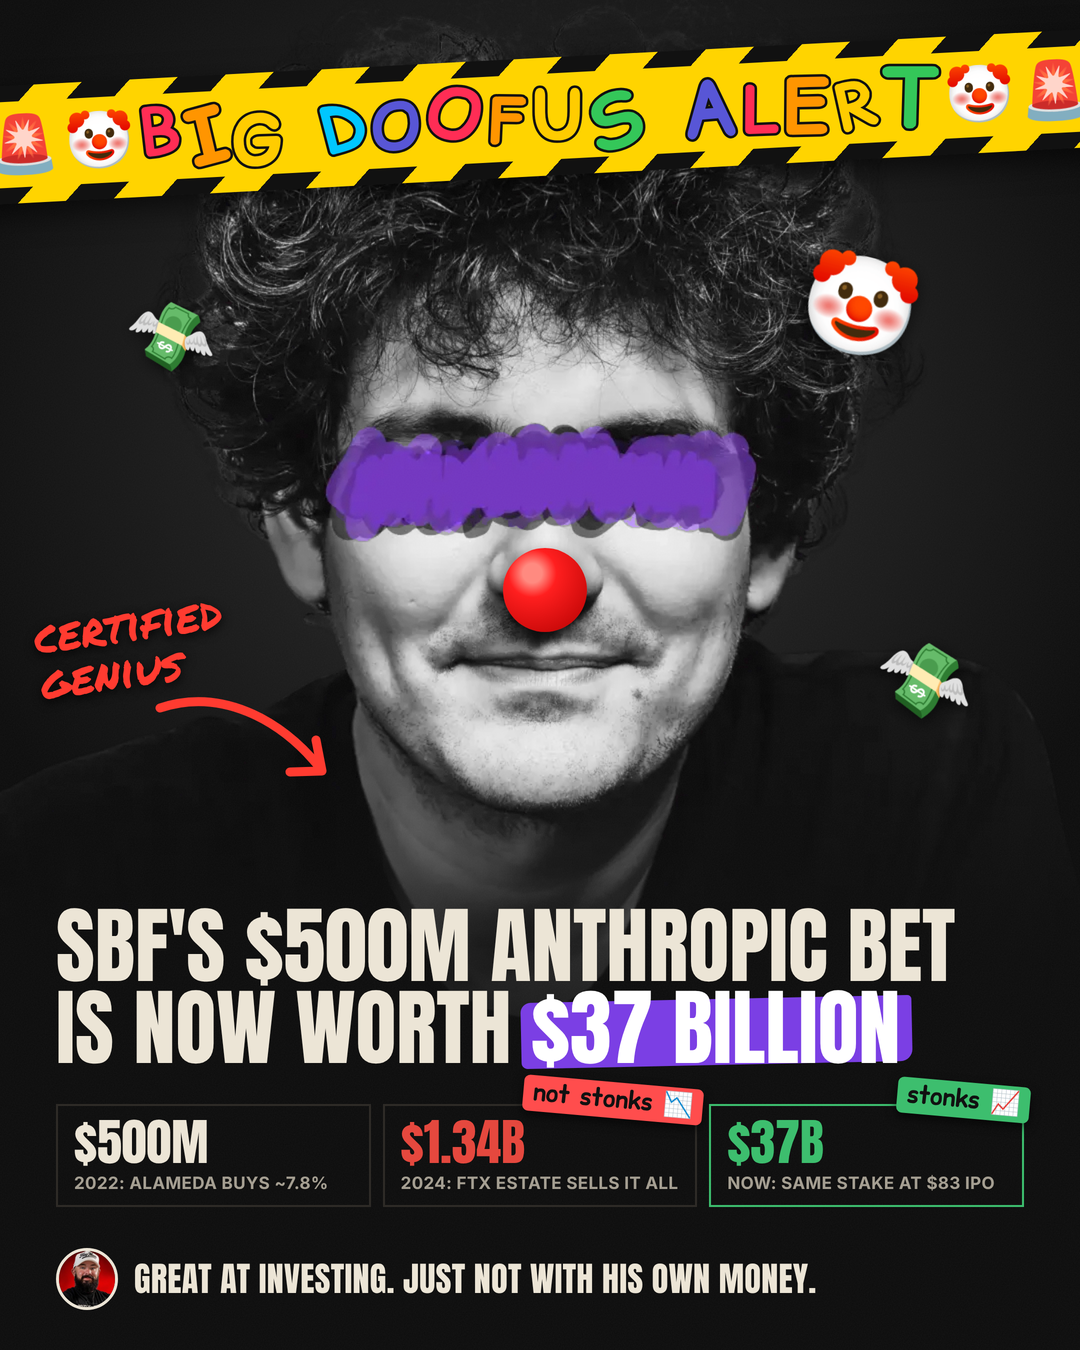 BIG DOOFUS ALERT
CERTIFIED
GENIUS
SBF'S $500M ANTHROPIC BET
IS NOW WORTH $37 BILLION
not stonks
stonks
$500M
2022: ALAMEDA BUYS ~7.8%
$1.34B
2024: FTX ESTATE SELLS IT ALL
$37B
NOW: SAME STAKE AT $83 IPO
GREAT AT INVESTING. JUST NOT WITH HIS OWN MONEY.